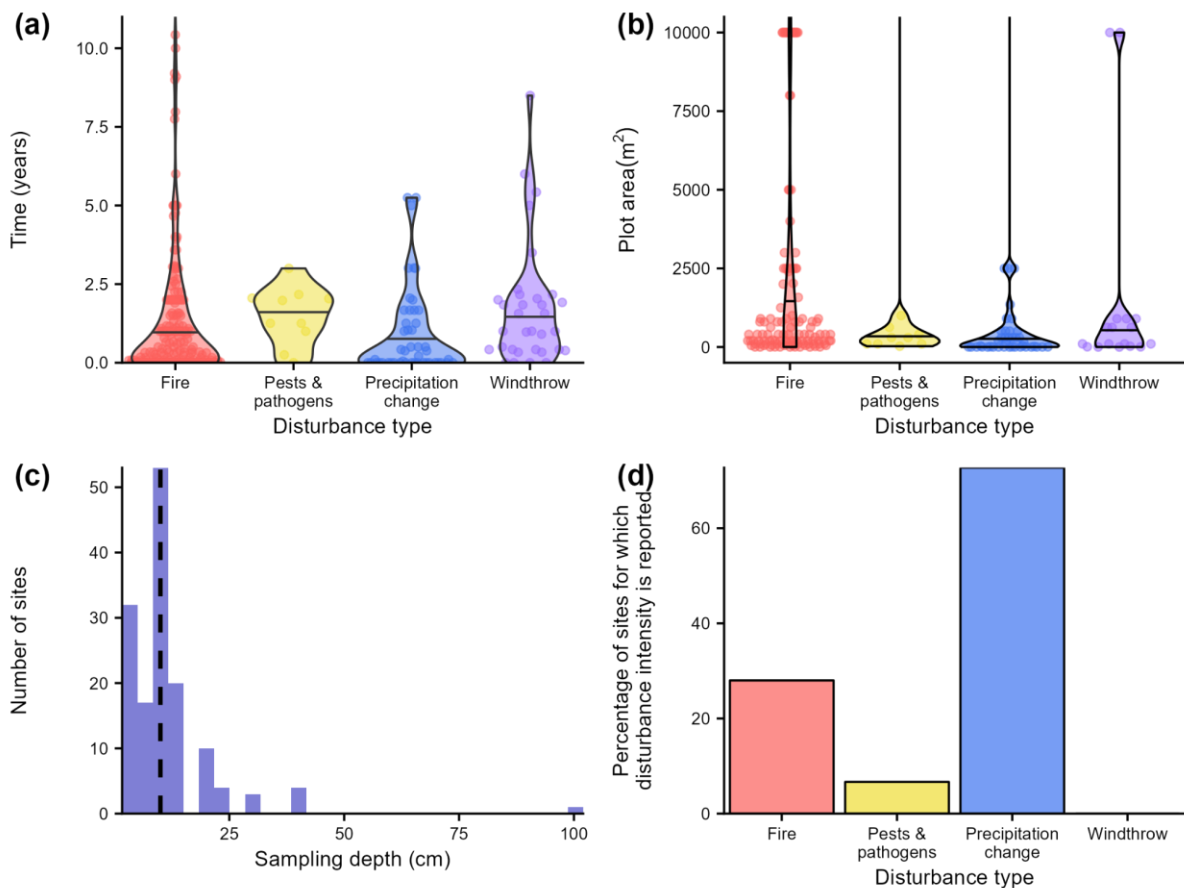 (a)
Time (years)
10.0
7.5
5.0
2.5
0.0
Fire
Pests &
pathogens
Precipitation
change
Windthrow
Disturbance type
(b)
Plot area(m²)
10000
7500
5000
2500
0
Fire
Pests &
pathogens
Precipitation
change
Windthrow
Disturbance type
(c)
Number of sites
50
40
30
20
10
0
25
50
75
100
Sampling depth (cm)
(d)
Percentage of sites for which
disturbance intensity is reported
60
40
20
0
Fire
Pests &
pathogens
Precipitation
change
Windthrow
Disturbance type